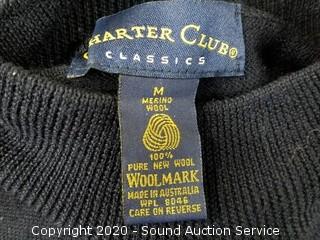 HARTER CLUB®
CLASSICS
M
MERINO
WOOL
100%
PURE NEW WOOL
WOOLMARK
MADE IN AUSTRALIA
WPL 8046
CARE ON REVERSE
Copyright 2020 - Sound Auction Service